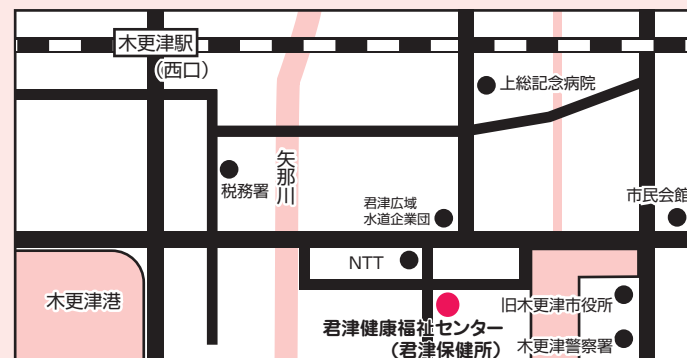 木更津駅
(西口)
上総記念病院
矢那川
税務署
市民会館
君津広域
水道企業団
NTT
木更津港
旧木更津市役所
君津健康福祉センター
(君津保健所)
木更津警察署